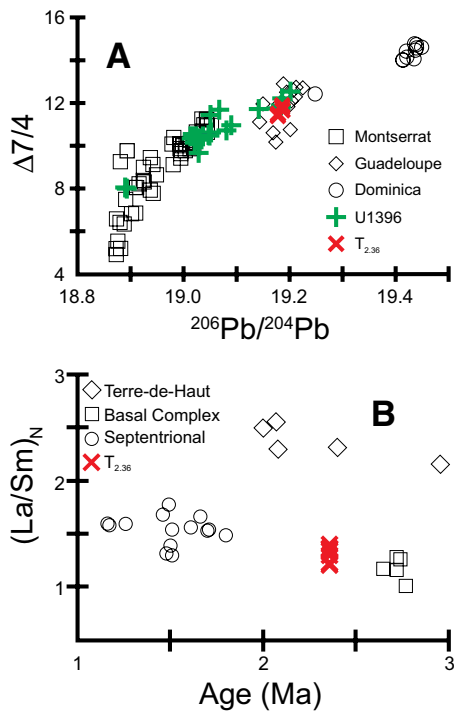 A
16
12
8
4
Δ7/4
Montserrat
Guadeloupe
Dominica
U1396
T2.36
18.8 19.0 19.2 19.4
206Pb/204Pb
B
3
2
1
(La/Sm)N
Terre-de-Haut
Basal Complex
Septentrional
T2.36
1 2 3
Age (Ma)